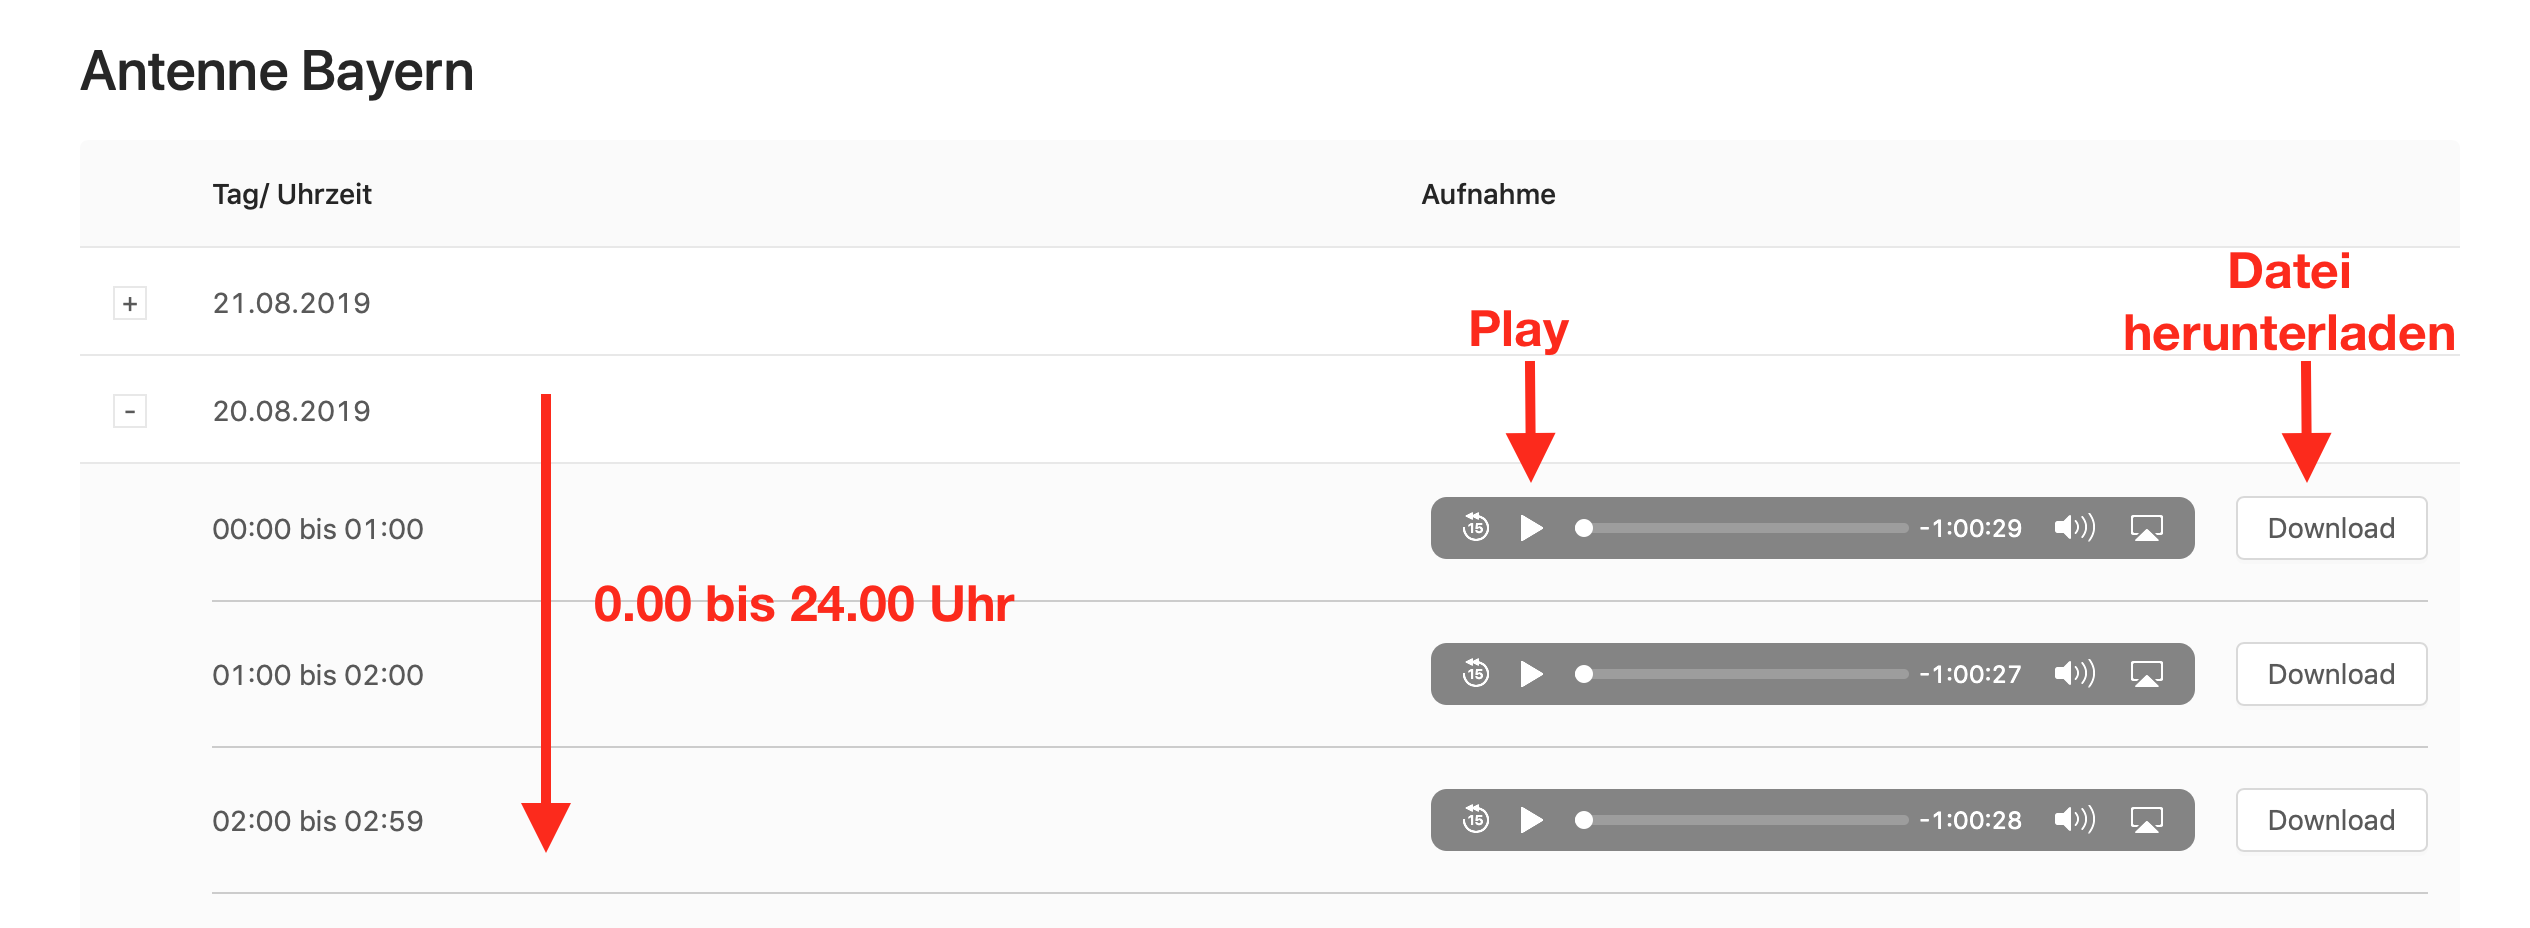 Antenne Bayern
Tag/ Uhrzeit Aufnahme
+ 21.08.2019
Datei
herunterladen
Play
- 20.08.2019
00:00 bis 01:00 15 -1:00:29 Download
0.00 bis 24.00 Uhr
01:00 bis 02:00 15 -1:00:27 Download
02:00 bis 02:59 15 -1:00:28 Download